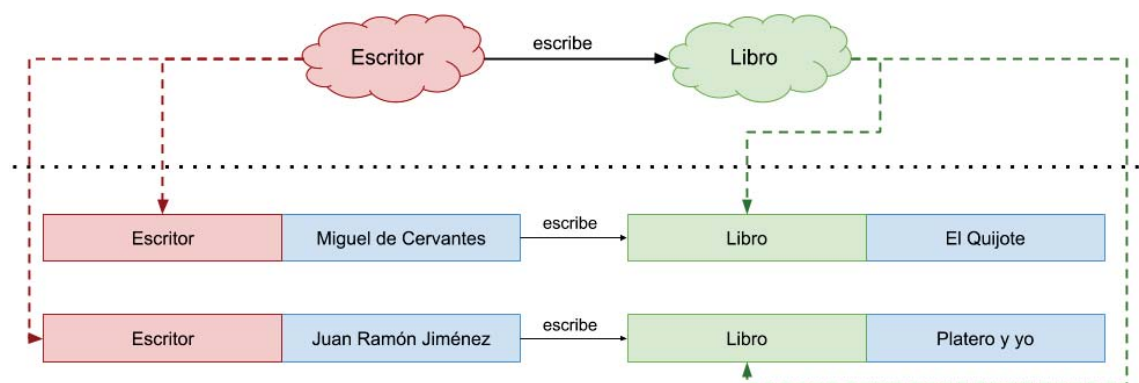 Escritor escribe Libro
Escritor Miguel de Cervantes escribe Libro El Quijote
Escritor Juan Ramón Jiménez escribe Libro Platero y yo